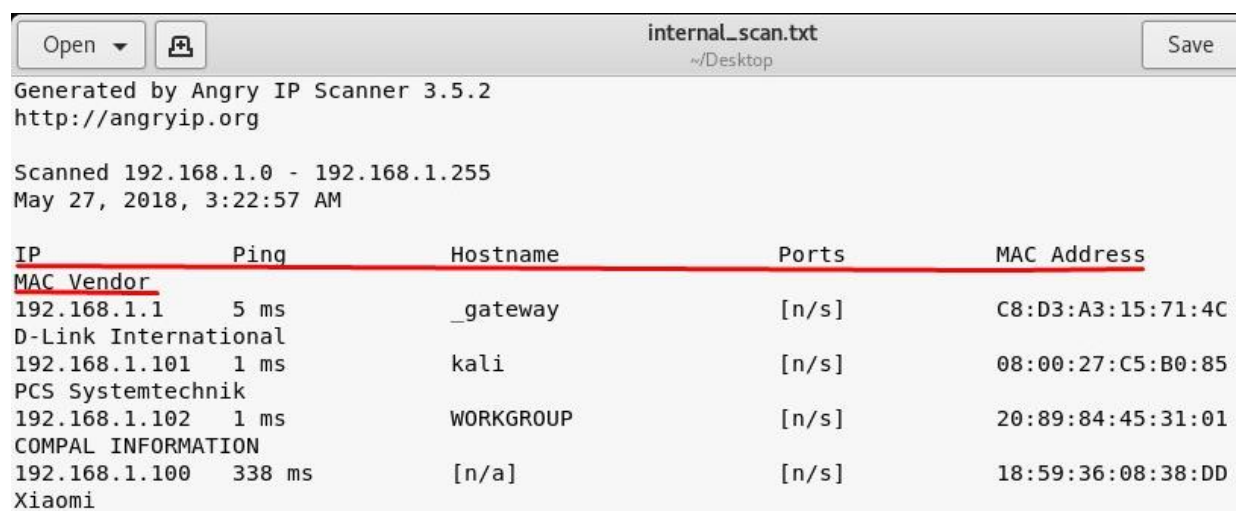 Open
internal_scan.txt
Save
~/Desktop
Generated by Angry IP Scanner 3.5.2
http://angryip.org
Scanned 192.168.1.0 - 192.168.1.255
May 27, 2018, 3:22:57 AM
IP Ping Hostname Ports MAC Address
MAC Vendor
192.168.1.1 5 ms _gateway [n/s] C8:D3:A3:15:71:4C
D-Link International
192.168.1.101 1 ms kali [n/s] 08:00:27:C5:B0:85
PCS Systemtechnik
192.168.1.102 1 ms WORKGROUP [n/s] 20:89:84:45:31:01
COMPAL INFORMATION
192.168.1.100 338 ms [n/a] [n/s] 18:59:36:08:38:DD
Xiaomi